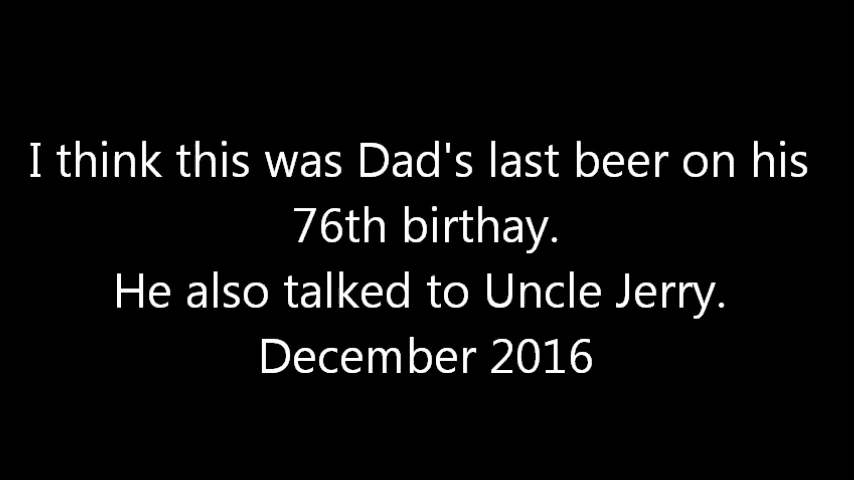 I think this was Dad's last beer on his
76th birthay.
He also talked to Uncle Jerry.
December 2016